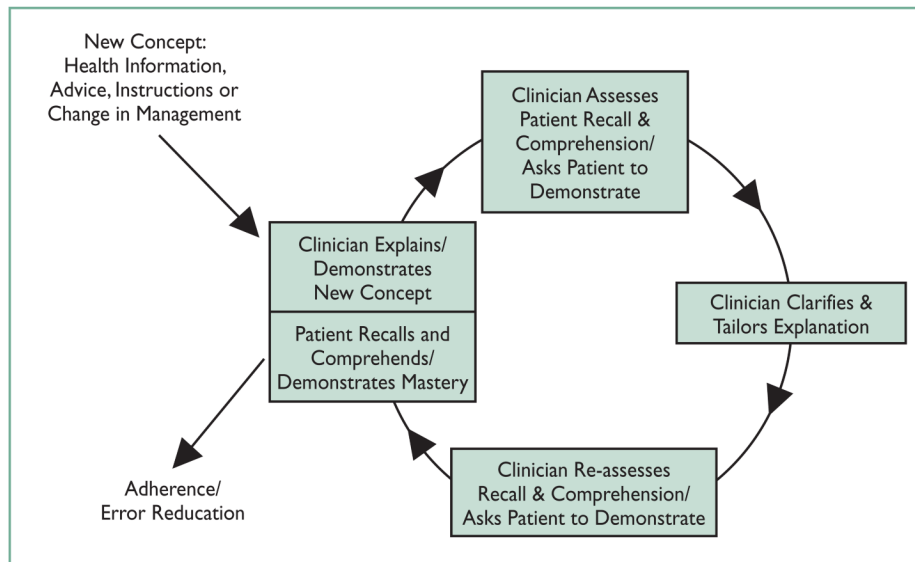 New Concept:
Health Information,
Advice, Instructions or
Change in Management
Clinician Explains/
Demonstrates
New Concept
Clinician Assesses
Patient Recall &
Comprehension/
Asks Patient to
Demonstrate
Clinician Clarifies &
Tailors Explanation
Clinician Re-assesses
Recall & Comprehension/
Asks Patient to Demonstrate
Patient Recalls and
Comprehends/
Demonstrates Mastery
Adherence/
Error Reducation